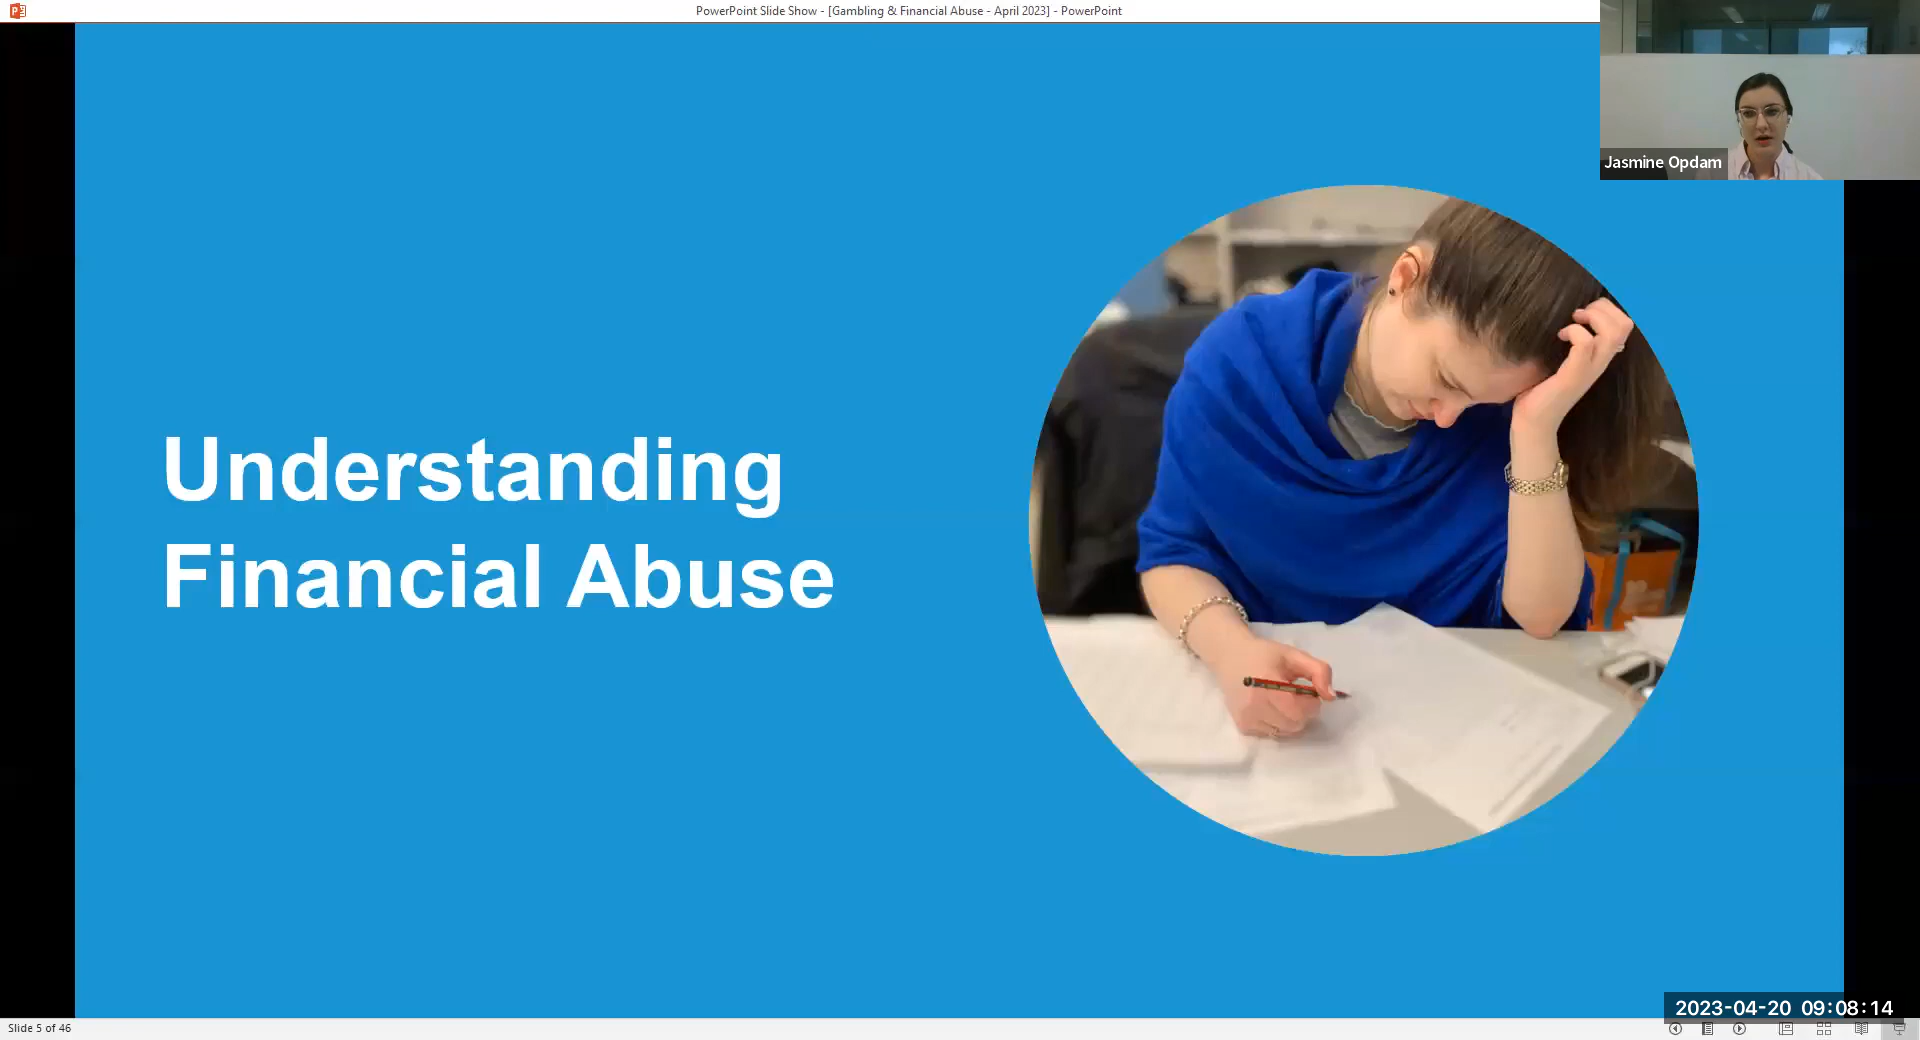 PowerPoint Slide Show - [Gambling & Financial Abuse - April 2023] - PowerPoint
Jasmine Opdam
Understanding
Financial Abuse
2023-04-20 09:08:14
Slide 5 of 46